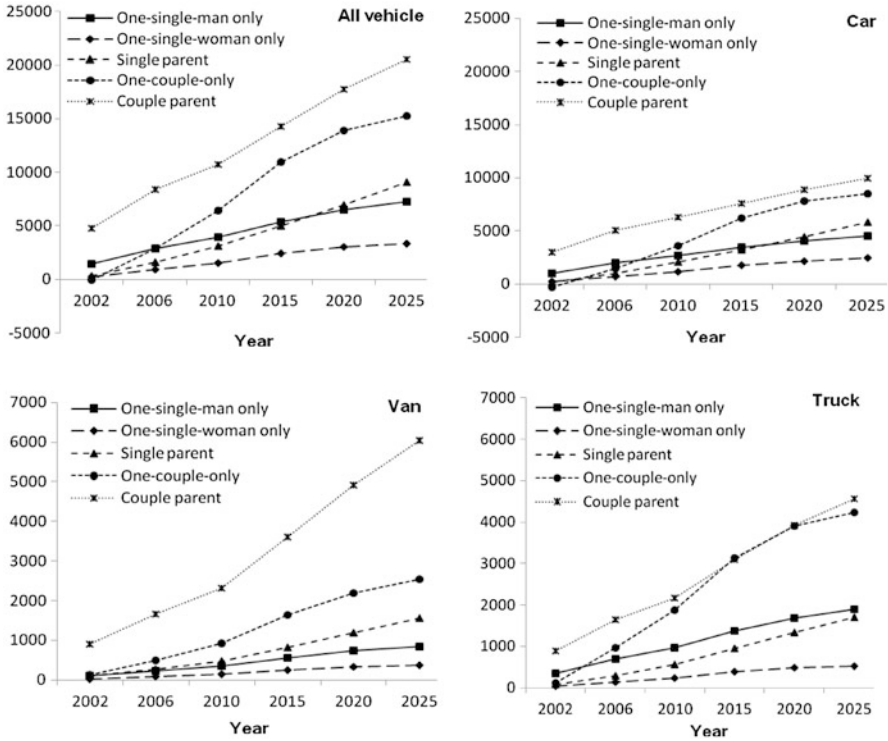 All vehicle
One-single-man only
One-single-woman only
Single parent
One-couple-only
Couple parent
25000
20000
15000
10000
5000
0
-5000
2002 2006 2010 2015 2020 2025
Year
Car
One-single-man only
One-single-woman only
Single parent
One-couple-only
Couple parent
25000
20000
15000
10000
5000
0
-5000
2002 2006 2010 2015 2020 2025
Year
Van
One-single-man only
One-single-woman only
Single parent
One-couple-only
Couple parent
7000
6000
5000
4000
3000
2000
1000
0
2002 2006 2010 2015 2020 2025
Year
Truck
One-single-man only
One-single-woman only
Single parent
One-couple-only
Couple parent
7000
6000
5000
4000
3000
2000
1000
0
2002 2006 2010 2015 2020 2025
Year